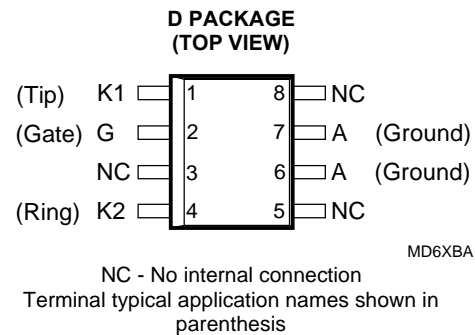 D PACKAGE
(TOP VIEW)
(Tip) K1 1 8 NC
(Gate) G 2 7 A (Ground)
NC 3 6 A (Ground)
(Ring) K2 4 5 NC
MD6XBA
NC - No internal connection
Terminal typical application names shown in
parenthesis